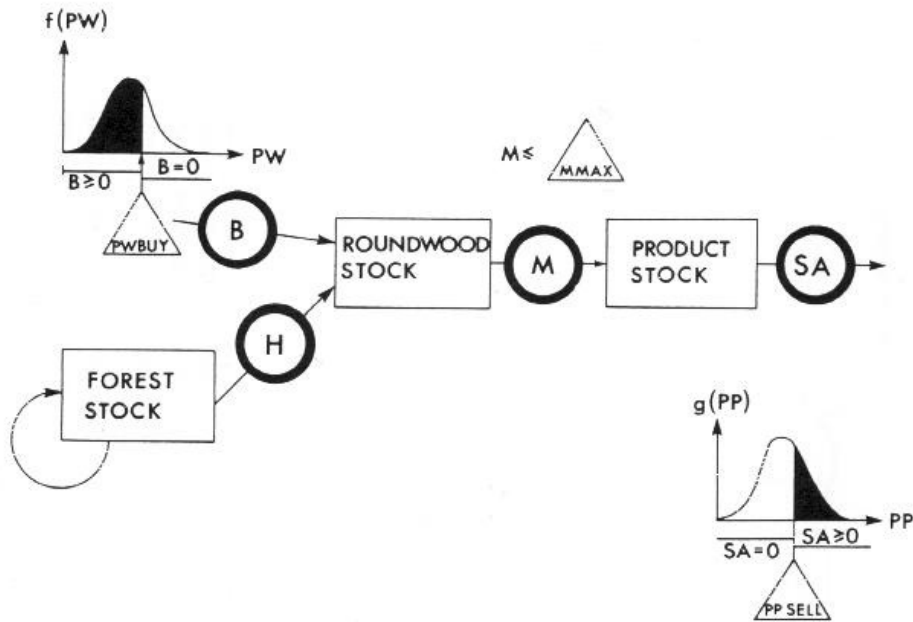 f(PW)
PW
B≥0
B=0
PWBUY
M≤
MMAX
B
ROUNDWOOD
STOCK
M
PRODUCT
STOCK
SA
H
FOREST
STOCK
g(PP)
PP
SA=0
SA≥0
PP SELL